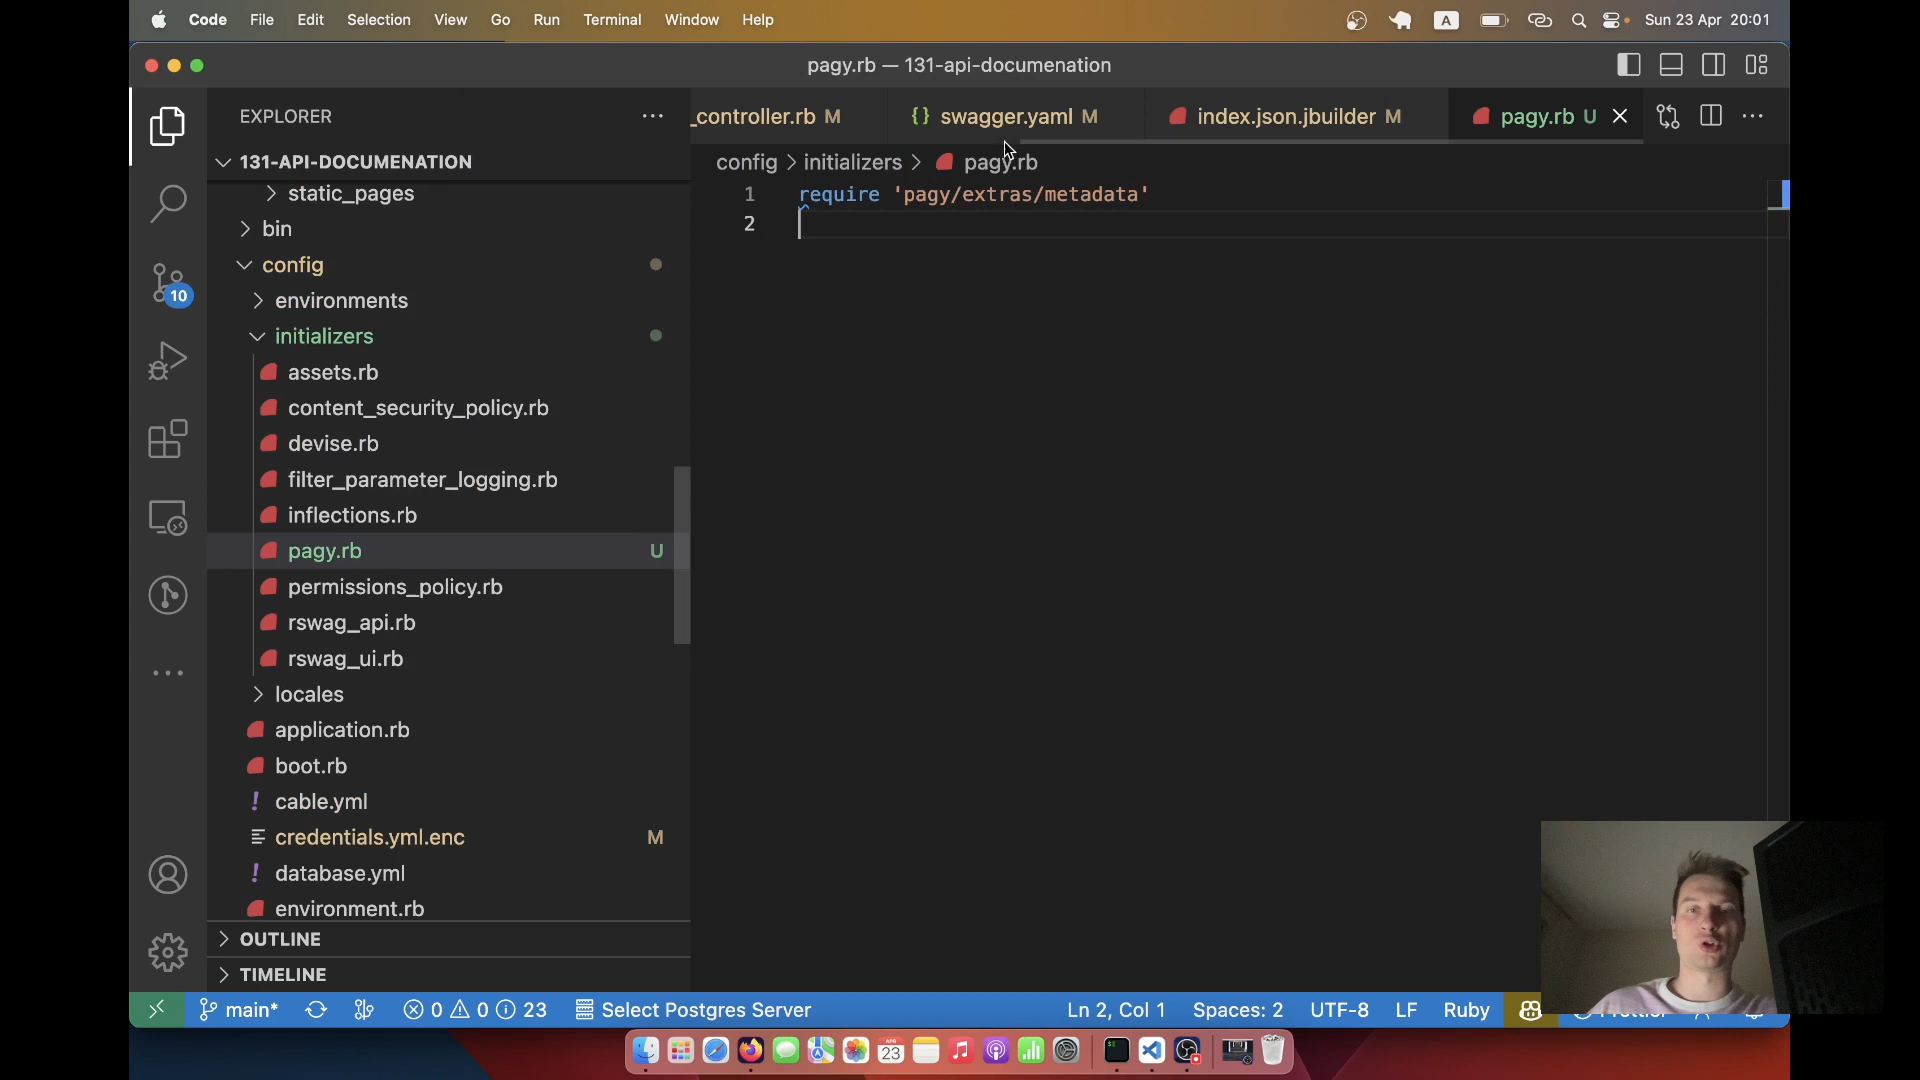 Code File Edit Selection View Go Run Terminal Window Help A Sun 23 Apr 20:01
pagy.rb — 131-api-documenation
EXPLORER ···
_controller.rb M {} swagger.yaml M index.json.jbuilder M pagy.rb U
131-API-DOCUMENATION
config > initializers > pagy.rb
static_pages
1 require 'pagy/extras/metadata'
2
bin
config
environments
initializers
assets.rb
content_security_policy.rb
devise.rb
filter_parameter_logging.rb
inflections.rb
pagy.rb U
permissions_policy.rb
rswag_api.rb
rswag_ui.rb
locales
application.rb
boot.rb
! cable.yml
credentials.yml.enc M
! database.yml
environment.rb
10
OUTLINE
TIMELINE
main* 0 0 23 Select Postgres Server Ln 2, Col 1 Spaces: 2 UTF-8 LF Ruby
APR
23